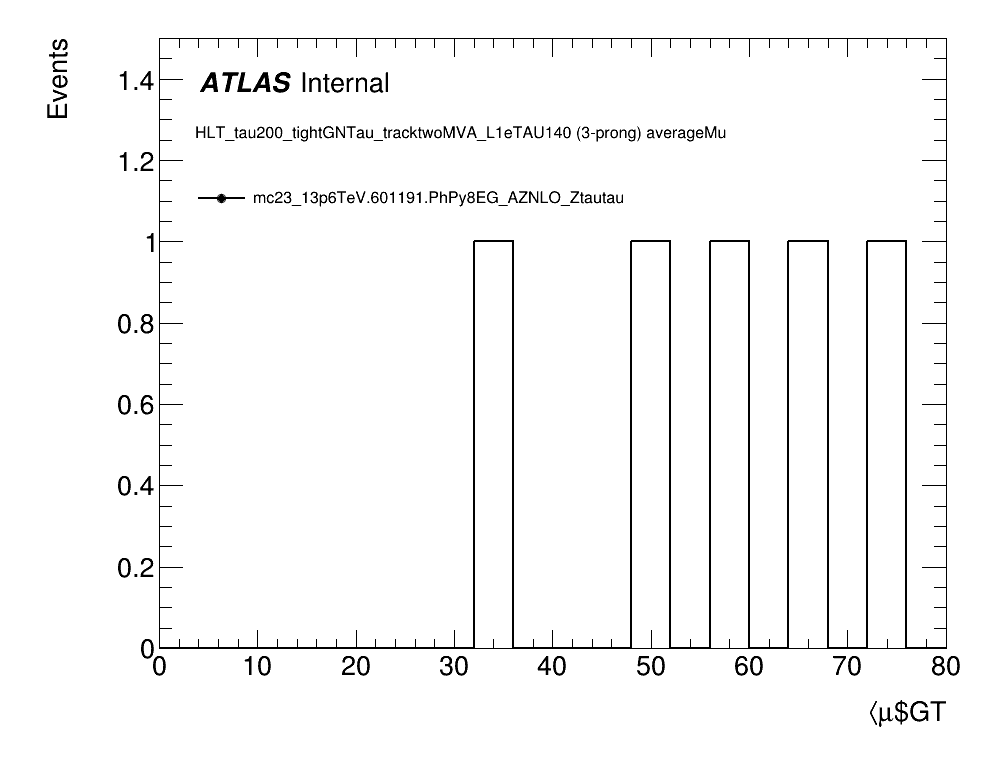 Events
ATLAS Internal
HLT_tau200_tightGNTau_tracktwoMVA_L1eTAU140 (3-prong) averageMu
mc23_13p6TeV.601191.PhPy8EG_AZNLO_Ztautau
1.4
1.2
1
0.8
0.6
0.4
0.2
0
0 10 20 30 40 50 60 70 80
⟨μ$GT